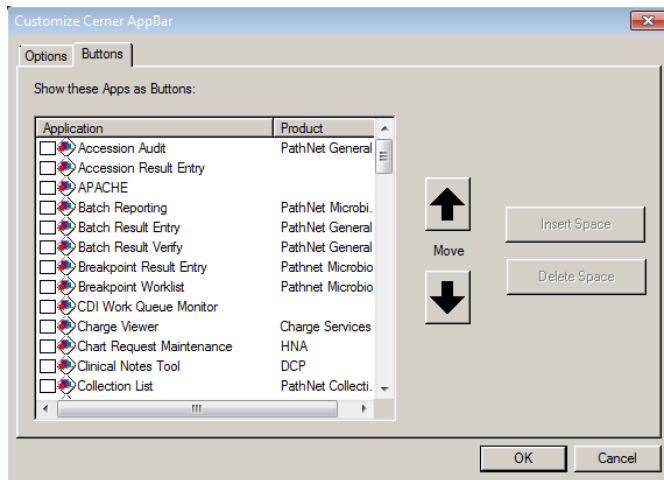 Customize Cerner AppBar
Options Buttons
Show these Apps as Buttons:
Application Product
Accession Audit PathNet General
Accession Result Entry
APACHE
Batch Reporting PathNet Microbi.
Batch Result Entry PathNet General
Batch Result Verify PathNet General
Breakpoint Result Entry Pathnet Microbio
Breakpoint Worklist Pathnet Microbio
CDI Work Queue Monitor
Charge Viewer Charge Services
Chart Request Maintenance HNA
Clinical Notes Tool DCP
Collection List PathNet Collecti.
Move
Insert Space
Delete Space
OK Cancel